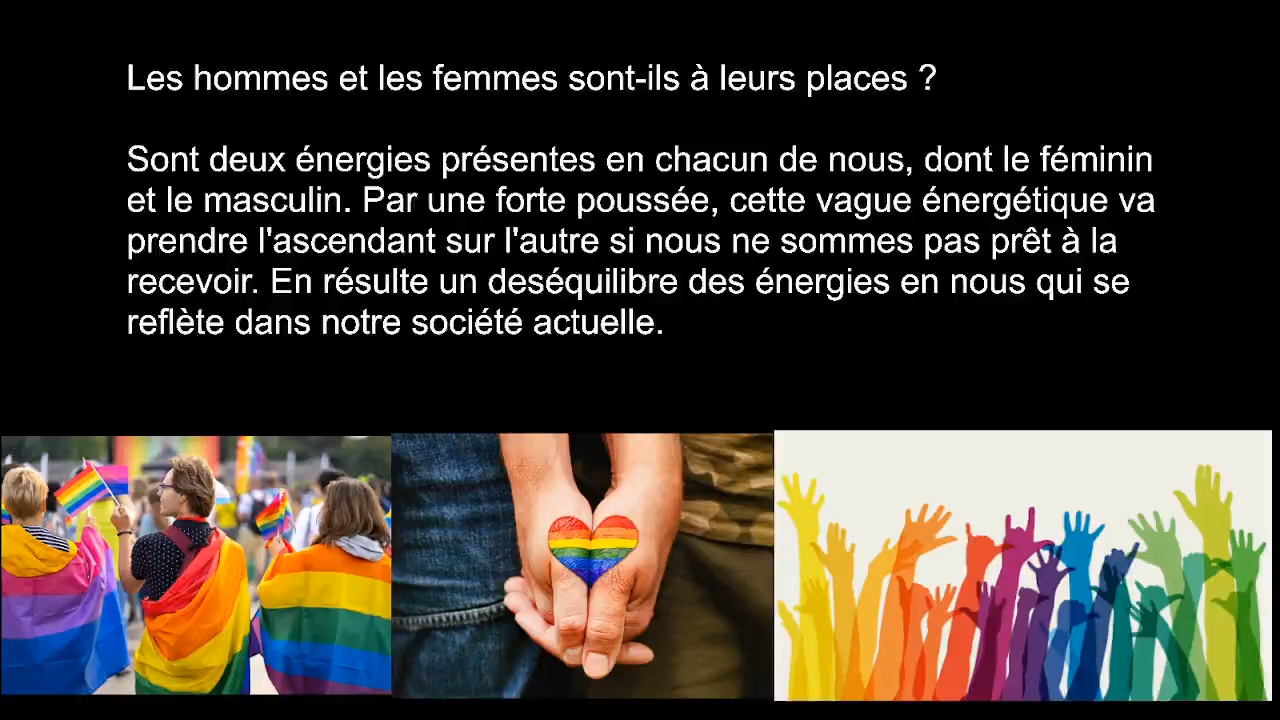 Les hommes et les femmes sont-ils à leurs places ?
Sont deux énergies présentes en chacun de nous, dont le féminin
et le masculin. Par une forte poussée, cette vague énergétique va
prendre l'ascendant sur l'autre si nous ne sommes pas prêt à la
recevoir. En résulte un deséquilibre des énergies en nous qui se
reflète dans notre société actuelle.